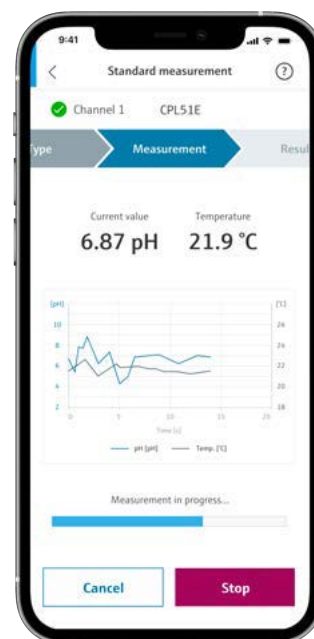 9:41
Standard measurement ?
Channel 1 CPL51E
Type Measurement Resul
Current value Temperature
6.87 pH 21.9 °C
[pH] [°C]
10 26
8 24
6 22
4 20
2 18
0 5 10 15 20
Time [s]
pH [pH] Temp. [°C]
Measurement in progress...
Cancel Stop